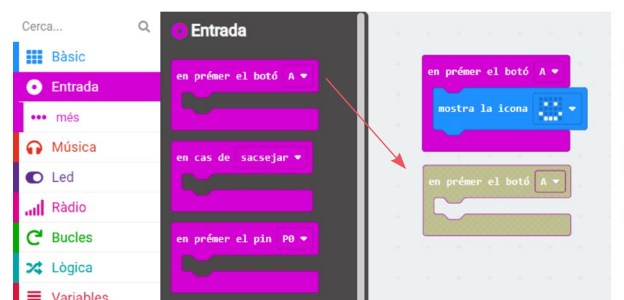 Cerca...
Bàsic
Entrada
més
Música
Led
Ràdio
Bucles
Lògica
Variables
Entrada
en prémer el botó A
en cas de sacsejar
en prémer el pin P0
en prémer el botó A
mostra la icona
en prémer el botó A